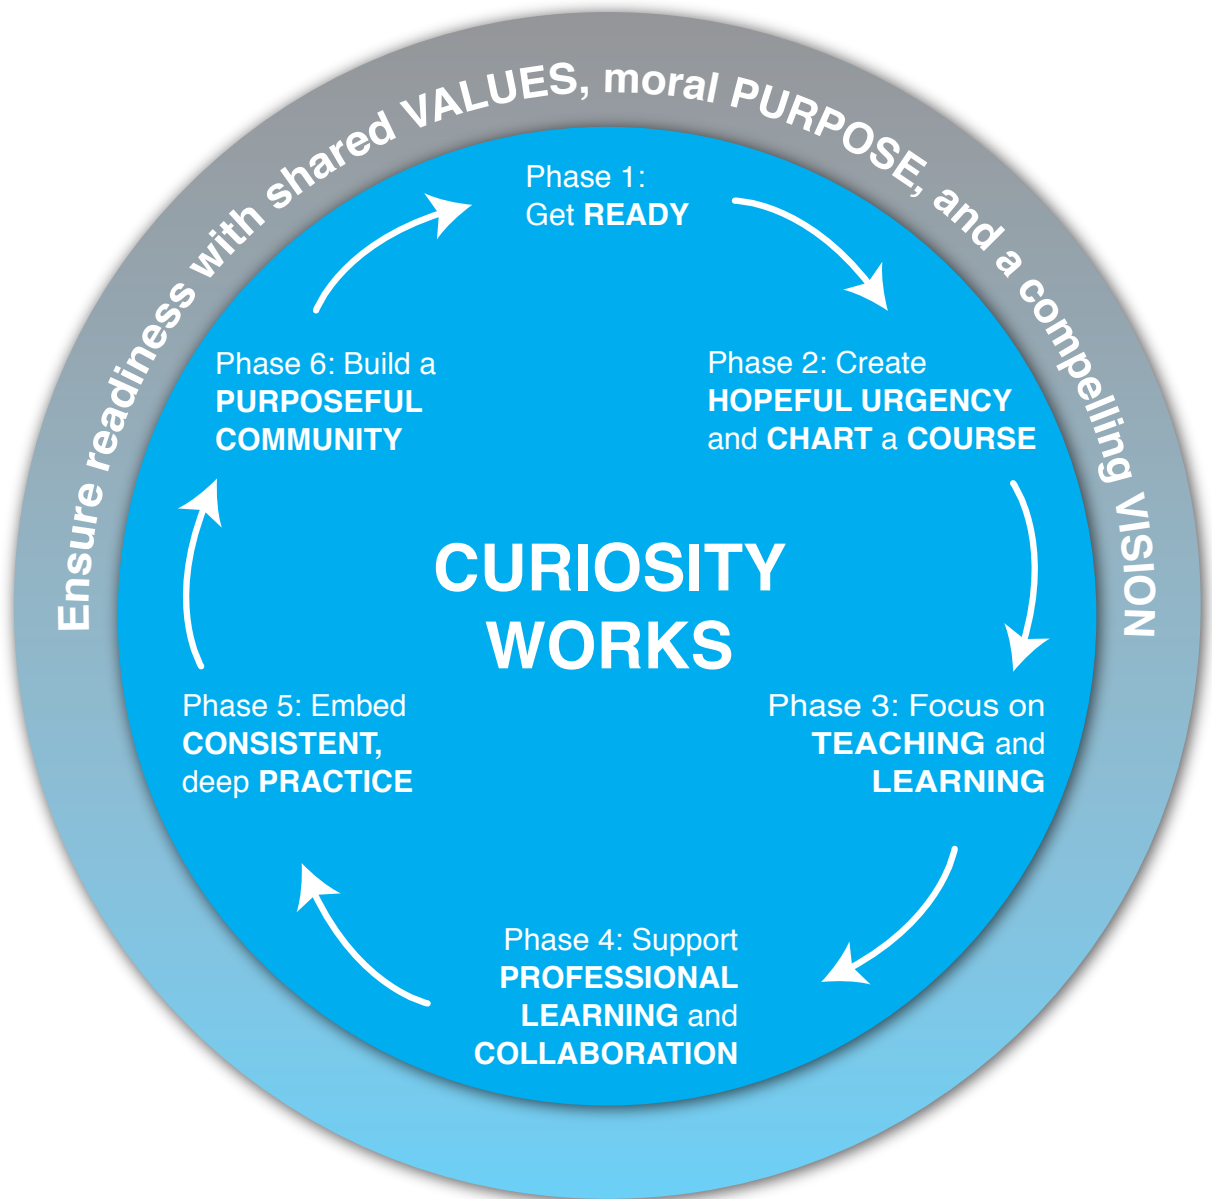 Ensure readiness with shared VALUES, moral PURPOSE, and a compelling VISION
Phase 1:
Get READY
Phase 2: Create
HOPEFUL URGENCY
and CHART a COURSE
Phase 3: Focus on
TEACHING and
LEARNING
Phase 4: Support
PROFESSIONAL
LEARNING and
COLLABORATION
Phase 5: Embed
CONSISTENT,
deep PRACTICE
Phase 6: Build a
PURPOSEFUL
COMMUNITY
CURIOSITY
WORKS